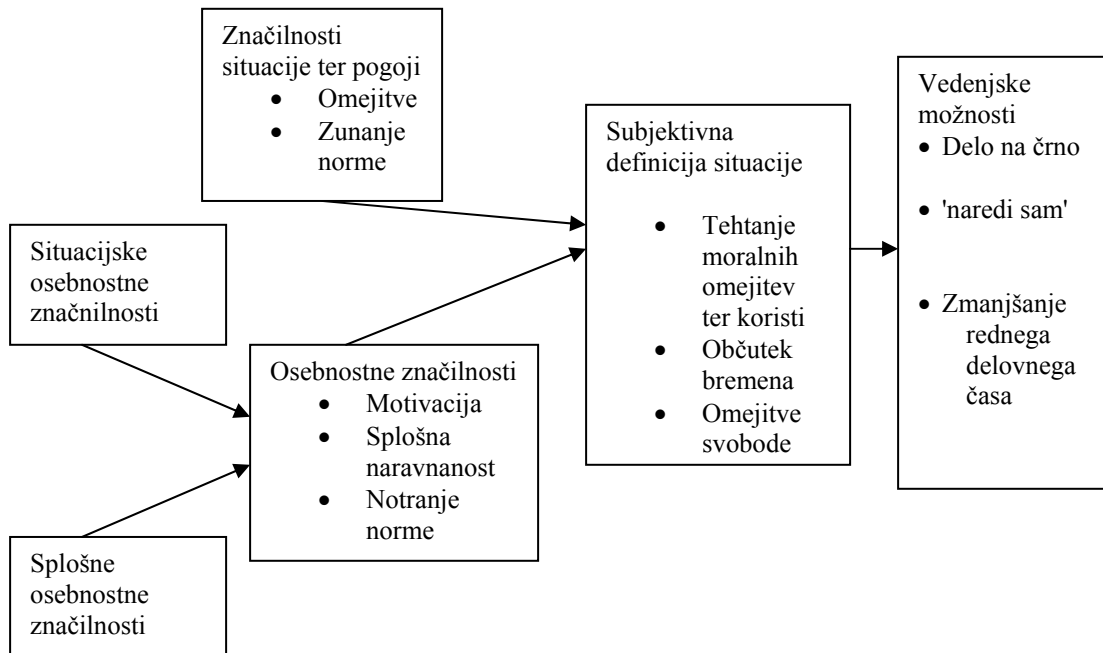 Značilnosti
situacije ter pogoji
• Omejitve
• Zunanje
norme
Situacijske
osebnostne
značnilnosti
Splošne
osebnostne
značilnosti
Osebnostne značilnosti
• Motivacija
• Splošna
naravnanost
• Notranje
norme
Subjektivna
definicija situacije
• Tehtanje
moralnih
omejitev
ter koristi
• Občutek
bremena
• Omejitve
svobode
Vedenjske
možnosti
• Delo na črno
• 'naredi sam'
• Zmanjšanje
rednega
delovnega
časa